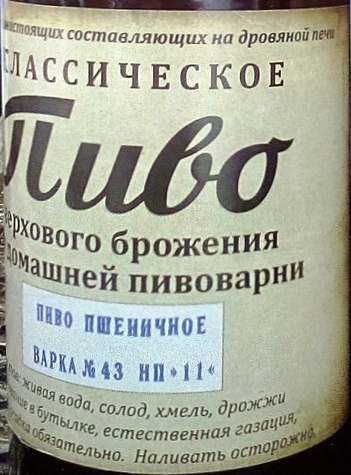 настоящих составляющих на дровяной печи
КЛАССИЧЕСКОЕ
Пиво
верхового брожения
домашней пивоварни
ПИВО ПШЕНИЧНОЕ
ВАРКА №43 НП»11«
живая вода, солод, хмель, дрожжи
в бутылке, естественная газация,
обязательно. Наливать осторожно,